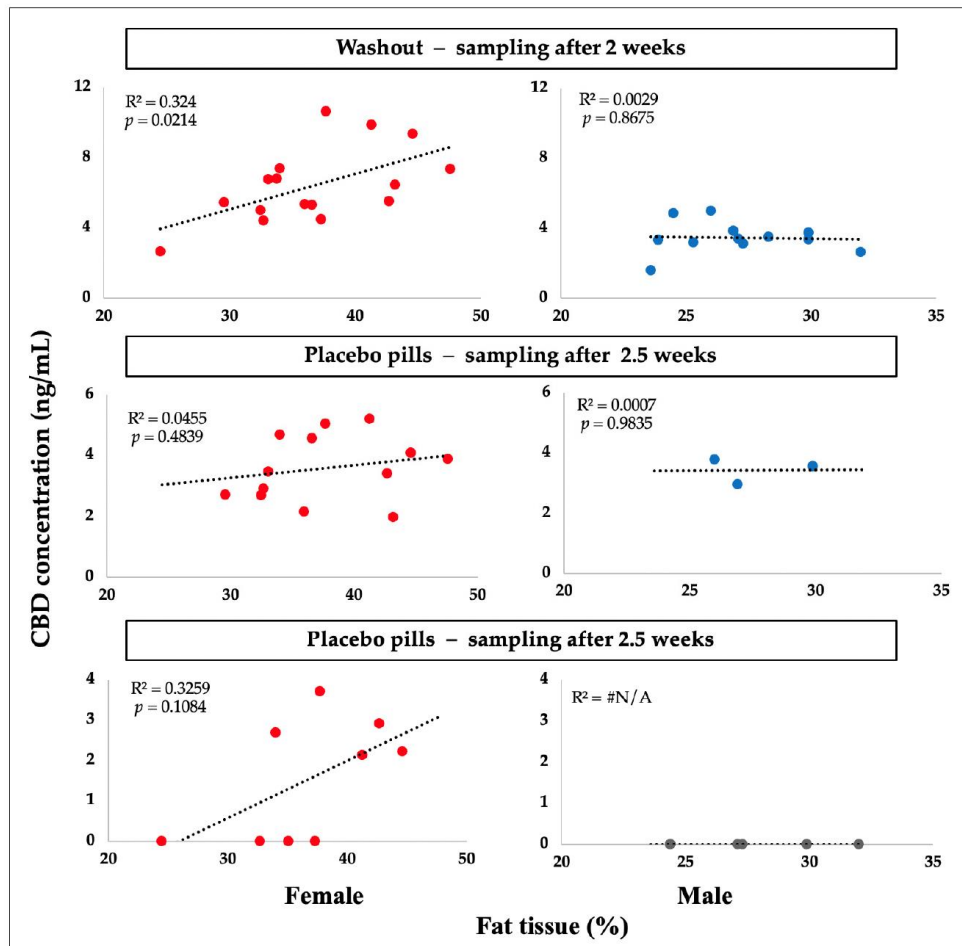 Washout – sampling after 2 weeks
R² = 0.324
p = 0.0214
12
8
4
0
20 30 40 50
R² = 0.0029
p = 0.8675
12
8
4
0
20 25 30 35
Placebo pills – sampling after 2.5 weeks
R² = 0.0455
p = 0.4839
6
4
2
0
20 30 40 50
R² = 0.0007
p = 0.9835
6
4
2
0
20 25 30 35
Placebo pills – sampling after 2.5 weeks
R² = 0.3259
p = 0.1084
4
3
2
1
0
20 30 40 50
R² = #N/A
4
3
2
1
0
20 25 30 35
CBD concentration (ng/mL)
Female Male
Fat tissue (%)